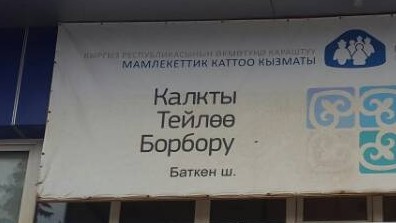 КЫРГЫЗ РЕСПУБЛИКАСЫНЫН ӨКМӨТҮНӨ КАРАШТУУ
МАМЛЕКЕТТИК КАТТОО КЫЗМАТЫ
Калкты
Тейлөө
Борбору
Баткен ш.